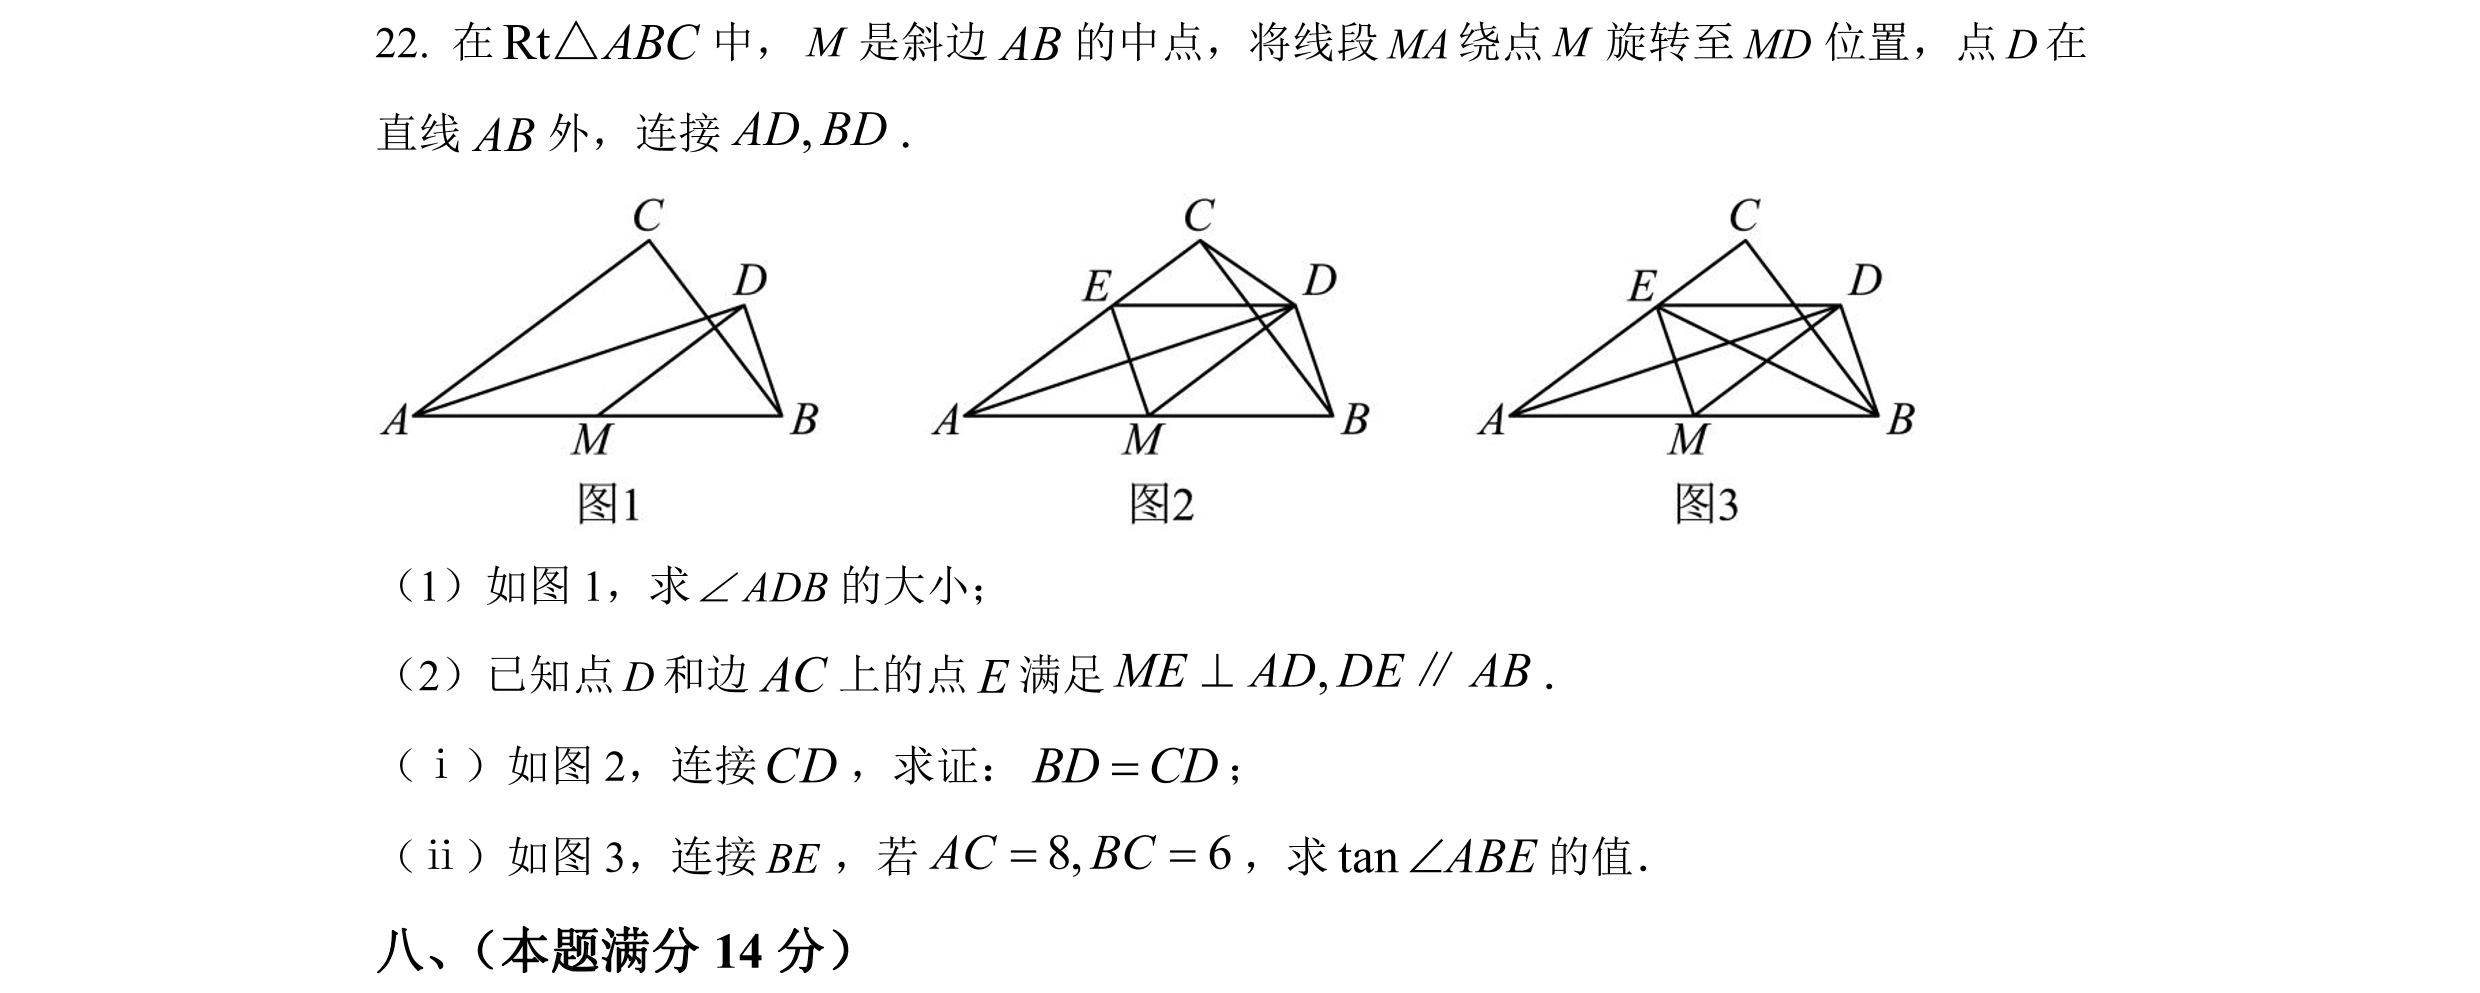 22. 在 Rt△ABC 中， M 是斜边 AB 的中点，将线段 MA 绕点 M 旋转至 MD 位置，点 D 在
直线 AB 外，连接 AD, BD ．
C
D
A
M
B
图1
C
E
D
A
M
B
图2
C
E
D
A
M
B
图3
（1）如图 1，求∠ADB 的大小；
（2）已知点 D 和边 AC 上的点 E 满足 ME ⊥ AD, DE ∥ AB ．
（ⅰ）如图 2，连接 CD ，求证： BD = CD ；
（ⅱ）如图 3，连接 BE ，若 AC = 8, BC = 6 ，求 tan ∠ABE 的值．
八、（本题满分 14 分）